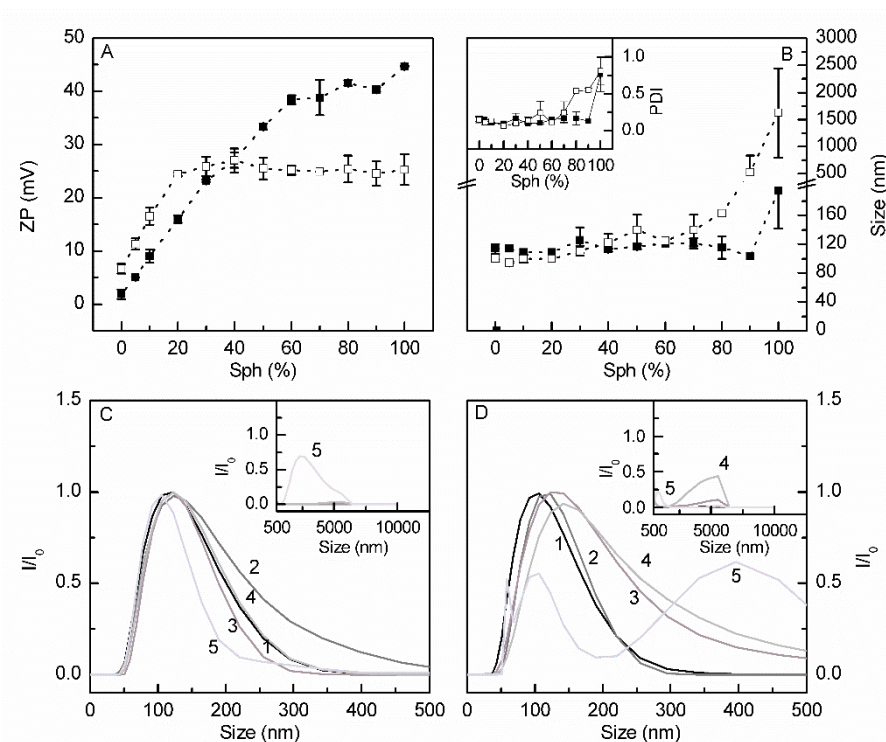 A
ZP (mV)
50
40
30
20
10
0
0 20 40 60 80 100
Sph (%)
B
PDI
1.0
0.5
0.0
0 20 40 60 80 100
Sph (%)
Size (nm)
3000
2500
2000
1500
1000
500
160
120
80
40
0
0 20 40 60 80 100
Sph (%)
C
I/I0
1.5
1.0
0.5
0.0
0 100 200 300 400 500
Size (nm)
2
4
3
1
5
I/I0
1.0
0.5
0.0
5
500 5000 10000
Size (nm)
D
1
2
4
3
5
I/I0
1.0
0.5
0.0
4
5
500 5000 10000
Size (nm)
I/I0
1.5
1.0
0.5
0.0
0 100 200 300 400 500
Size (nm)